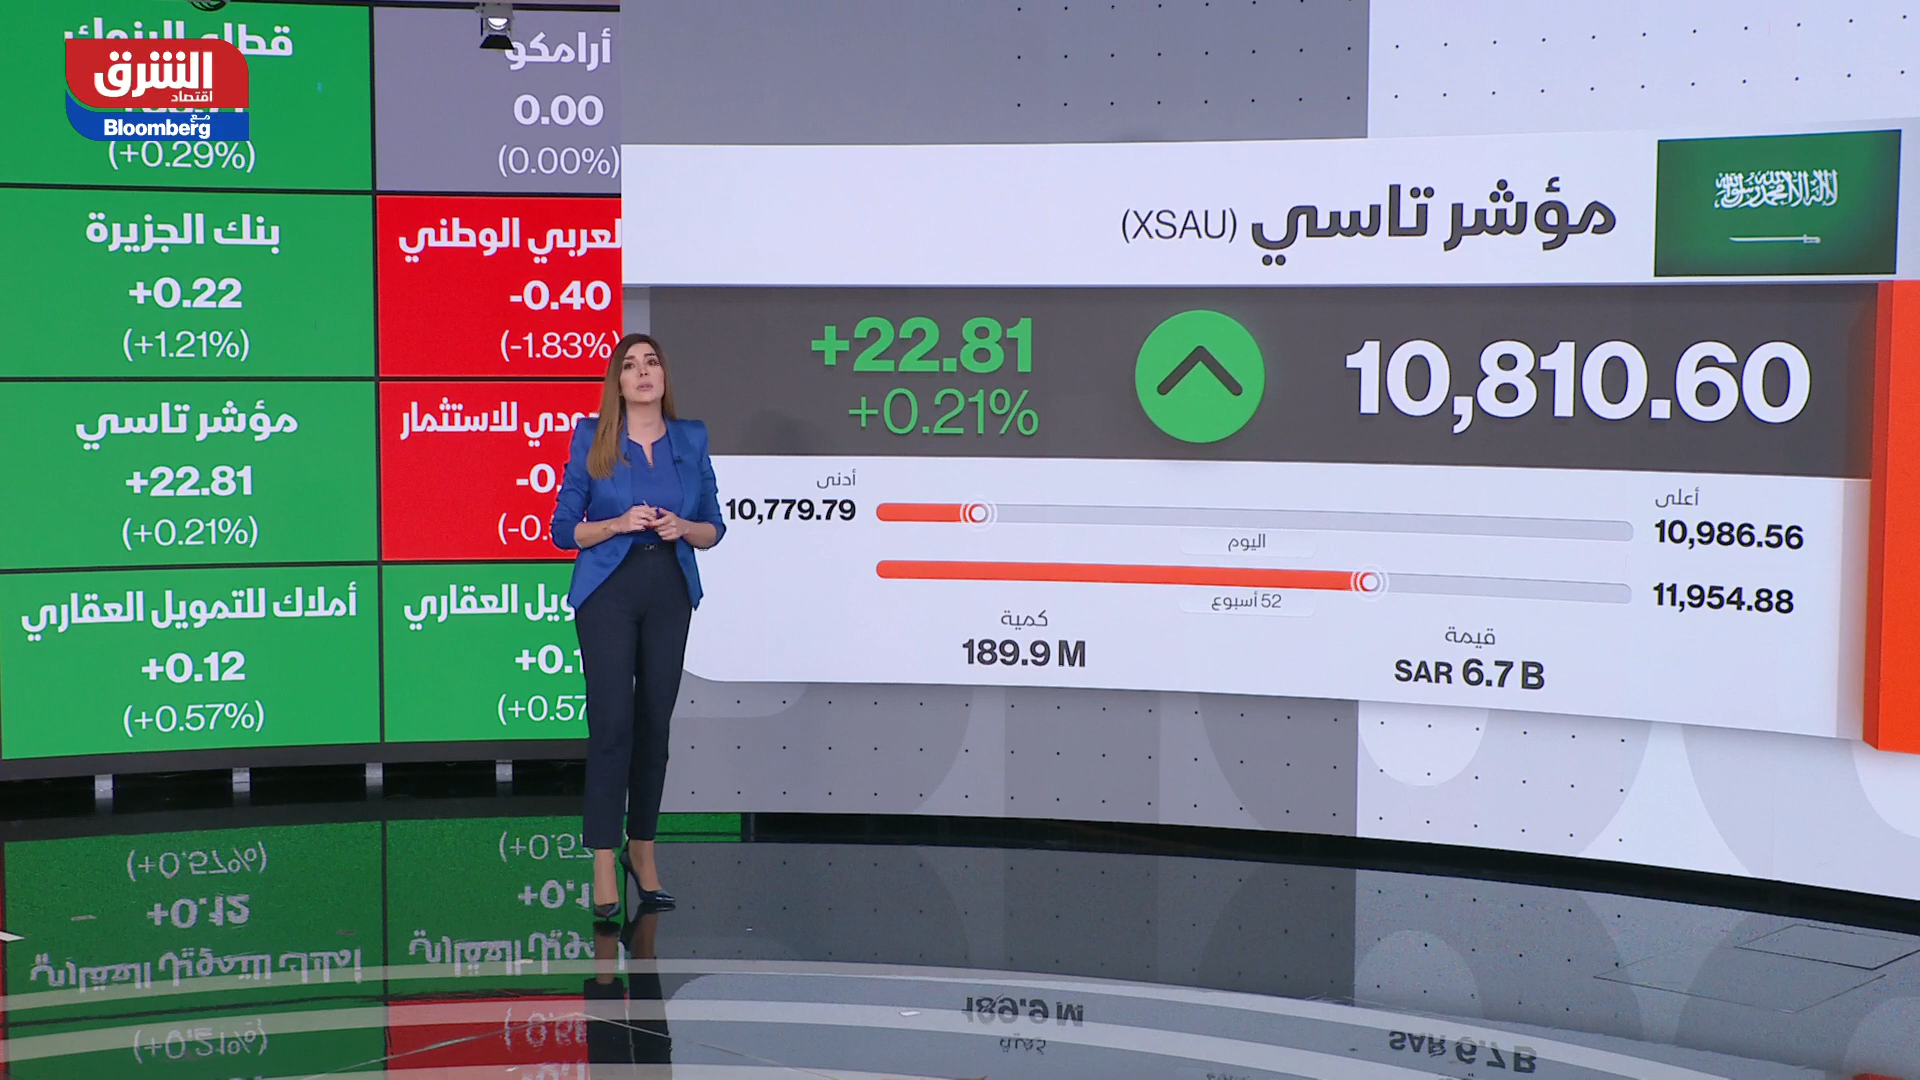 الشرق
اقتصاد
مع
Bloomberg
(+0.29%)
أرامكو
0.00
(0.00%)
بنك الجزيرة
+0.22
(+1.21%)
العربي الوطني
-0.40
(-1.83%)
مؤشر تاسي
+22.81
(+0.21%)
للاستثمار
أملاك للتمويل العقاري
+0.12
(+0.57%)
العقاري
مؤشر تاسي (XSAU)
10,810.60
+22.81
+0.21%
أدنى
10,779.79
أعلى
10,986.56
اليوم
11,954.88
52 أسبوع
كمية
189.9 M
قيمة
SAR 6.7 B